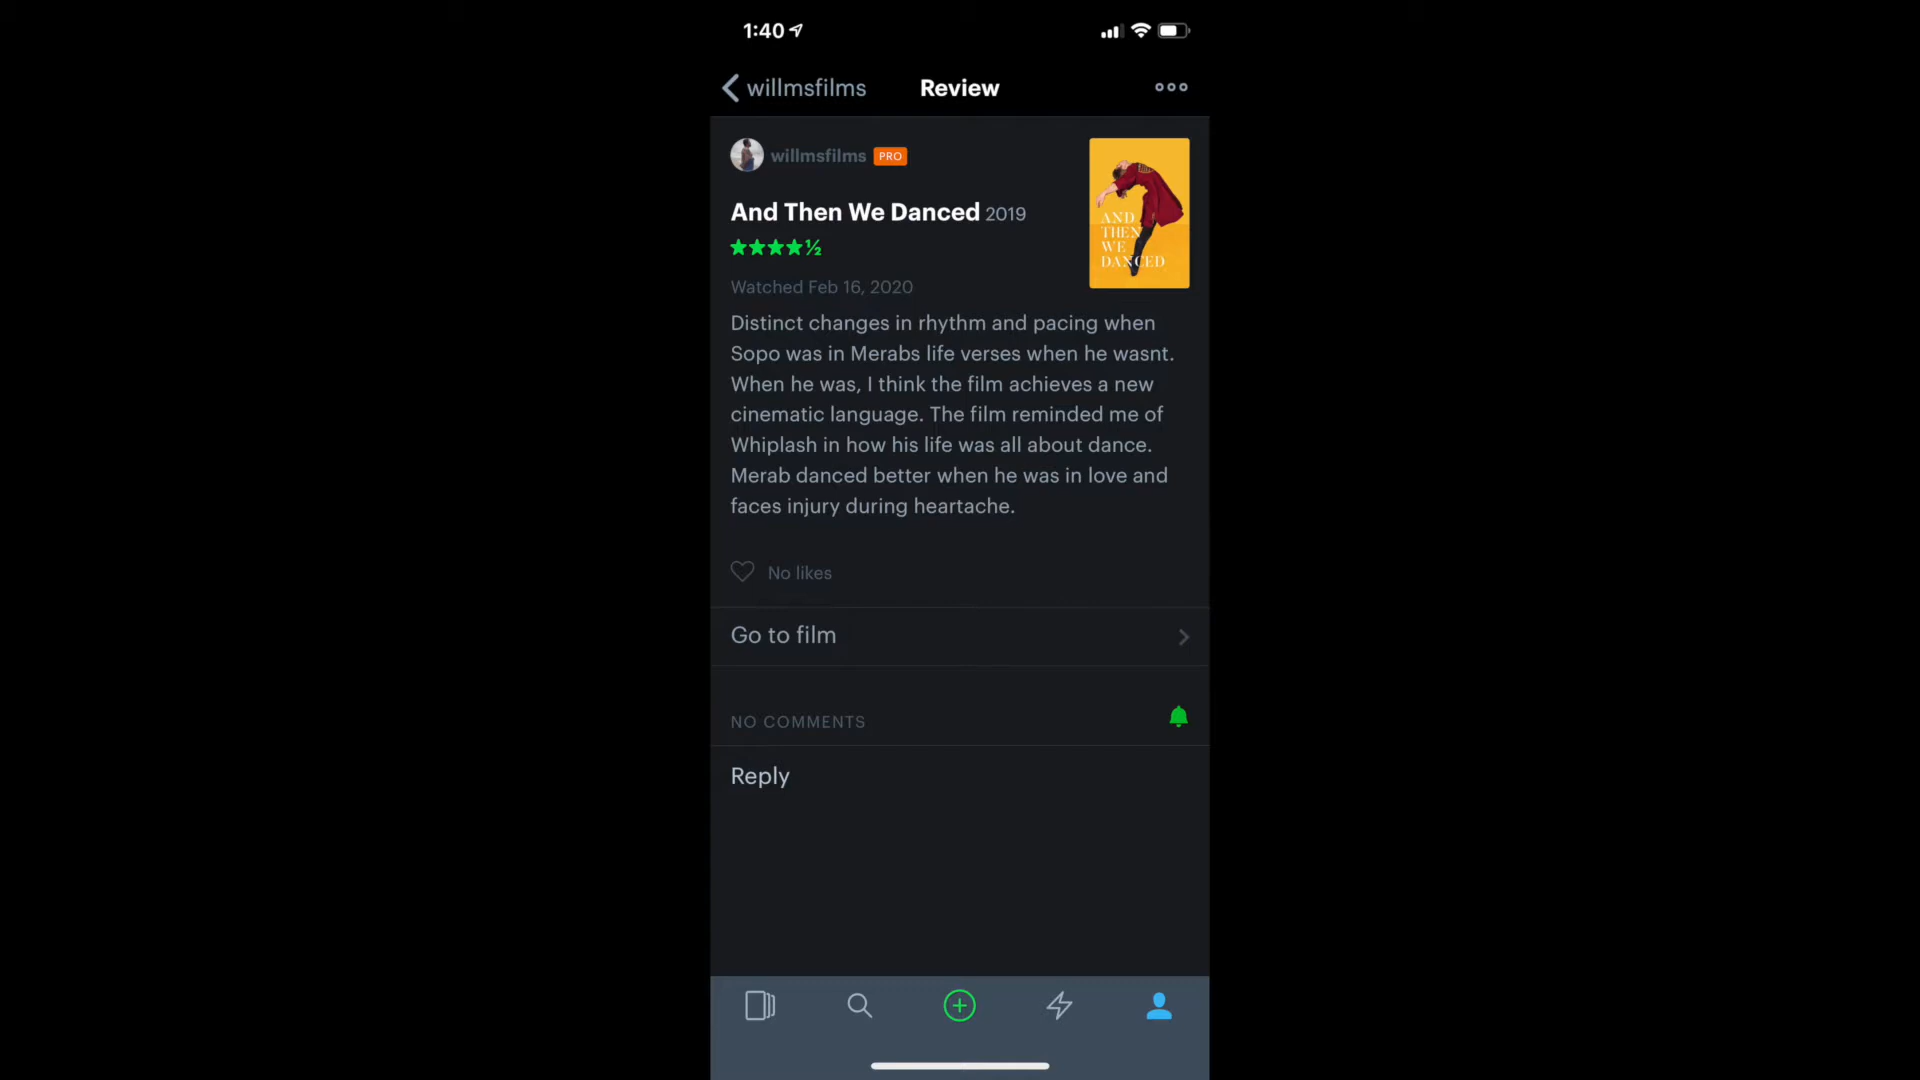 1:40
willmsfilms
Review
willmsfilms PRO
And Then We Danced 2019
★★★★½
Watched Feb 16, 2020
Distinct changes in rhythm and pacing when
Sopo was in Merabs life verses when he wasnt.
When he was, I think the film achieves a new
cinematic language. The film reminded me of
Whiplash in how his life was all about dance.
Merab danced better when he was in love and
faces injury during heartache.
AND
THEN
WE
DANCED
No likes
Go to film
NO COMMENTS
Reply